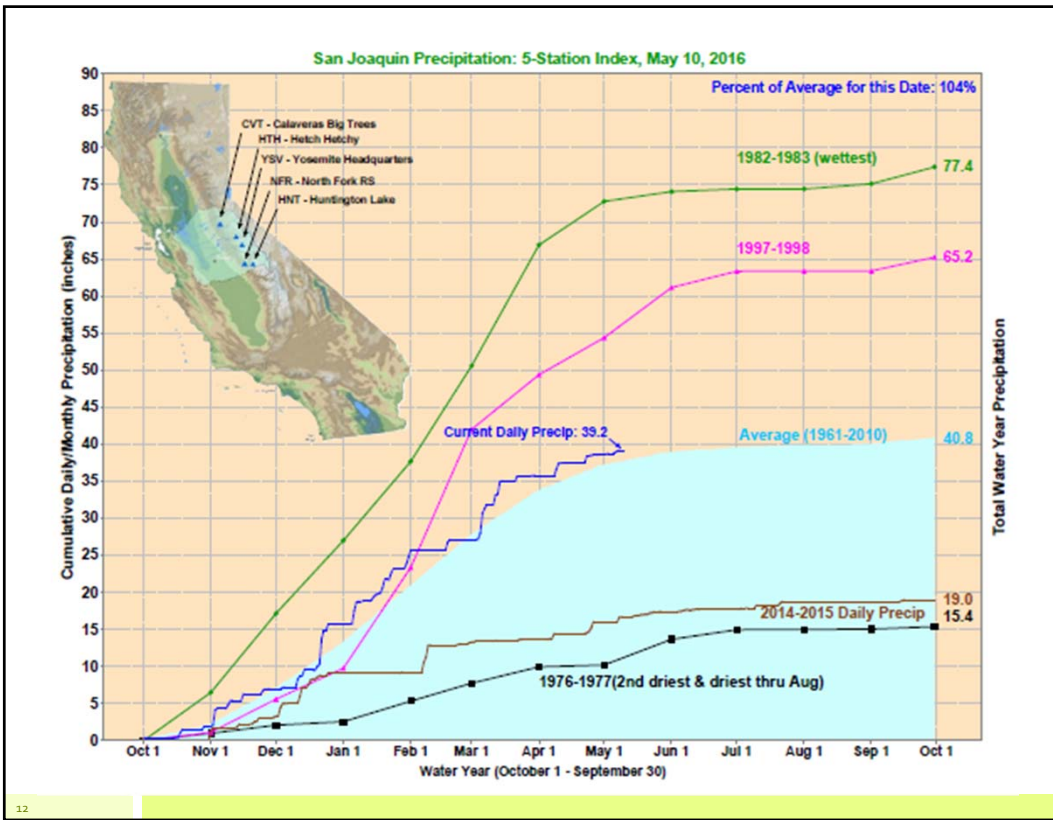 San Joaquin Precipitation: 5-Station Index, May 10, 2016
Percent of Average for this Date: 104%
CVT - Calaveras Big Trees
HTH - Hetch Hetchy
YSV - Yosemite Headquarters
NFR - North Fork RS
HNT - Huntington Lake
1982-1983 (wettest)
77.4
1997-1998
65.2
Current Daily Precip: 39.2
Average (1961-2010)
40.8
2014-2015 Daily Precip
19.0
15.4
1976-1977(2nd driest & driest thru Aug)
Cumulative Daily/Monthly Precipitation (inches)
90
85
80
75
70
65
60
55
50
45
40
35
30
25
20
15
10
5
0
Total Water Year Precipitation
Oct 1 Nov 1 Dec 1 Jan 1 Feb 1 Mar 1 Apr 1 May 1 Jun 1 Jul 1 Aug 1 Sep 1 Oct 1
Water Year (October 1 - September 30)
12